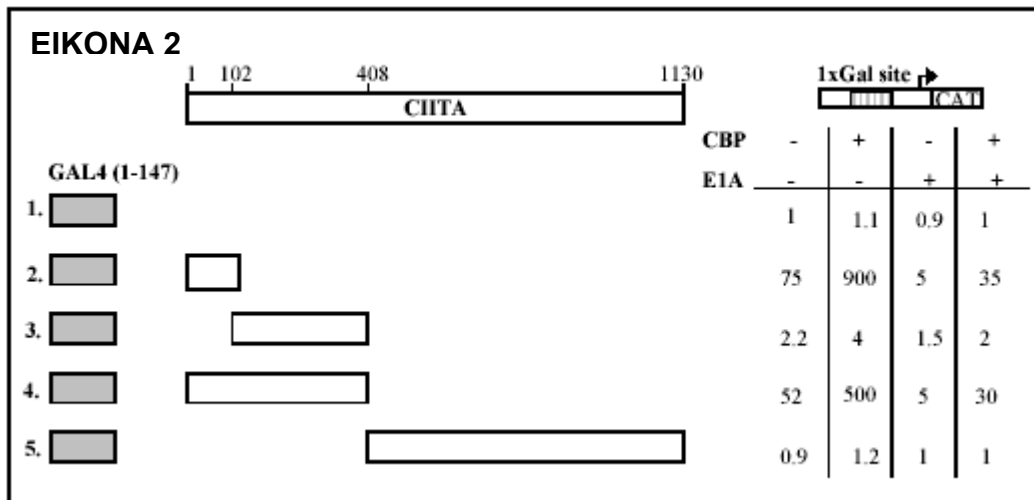 ΕΙΚΟΝΑ 2
1 102 408 1130
1xGal site
CIITA
CAT
CBP - + - +
GAL4 (1-147)
E1A - - + +
1. 1 1.1 0.9 1
2. 75 900 5 35
3. 2.2 4 1.5 2
4. 52 500 5 30
5. 0.9 1.2 1 1